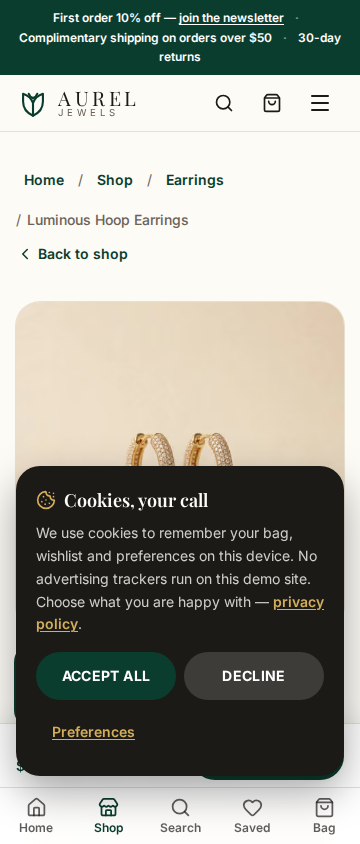 First order 10% off — join the newsletter ·
Complimentary shipping on orders over $50 · 30-day
returns
AUREL
JEWELS
Home / Shop / Earrings
/ Luminous Hoop Earrings
Back to shop
Cookies, your call
We use cookies to remember your bag,
wishlist and preferences on this device. No
advertising trackers run on this demo site.
Choose what you are happy with — privacy
policy.
ACCEPT ALL DECLINE
Preferences
Home Shop Search Saved Bag